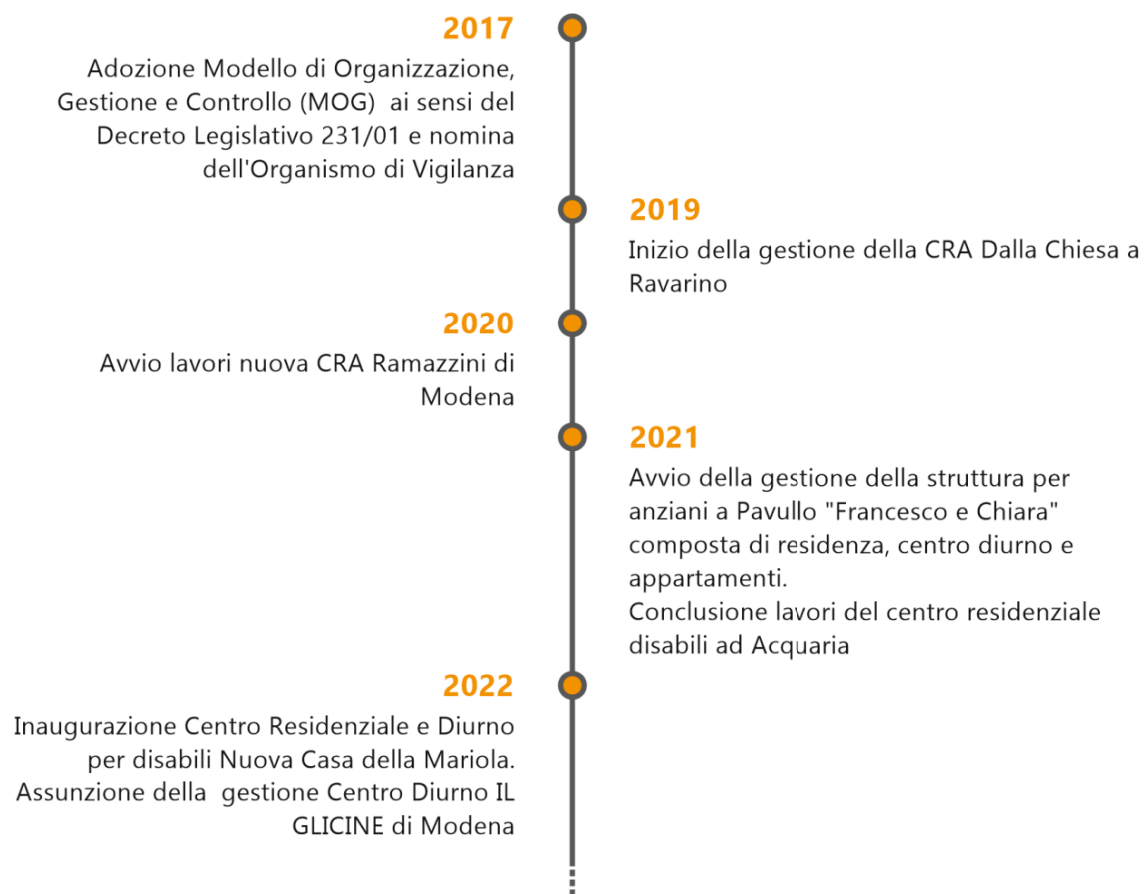 2017
Adozione Modello di Organizzazione,
Gestione e Controllo (MOG) ai sensi del
Decreto Legislativo 231/01 e nomina
dell'Organismo di Vigilanza
2019
Inizio della gestione della CRA Dalla Chiesa a
Ravarino
2020
Avvio lavori nuova CRA Ramazzini di
Modena
2021
Avvio della gestione della struttura per
anziani a Pavullo "Francesco e Chiara"
composta di residenza, centro diurno e
appartamenti.
Conclusione lavori del centro residenziale
disabili ad Acquaria
2022
Inaugurazione Centro Residenziale e Diurno
per disabili Nuova Casa della Mariola.
Assunzione della gestione Centro Diurno IL
GLICINE di Modena